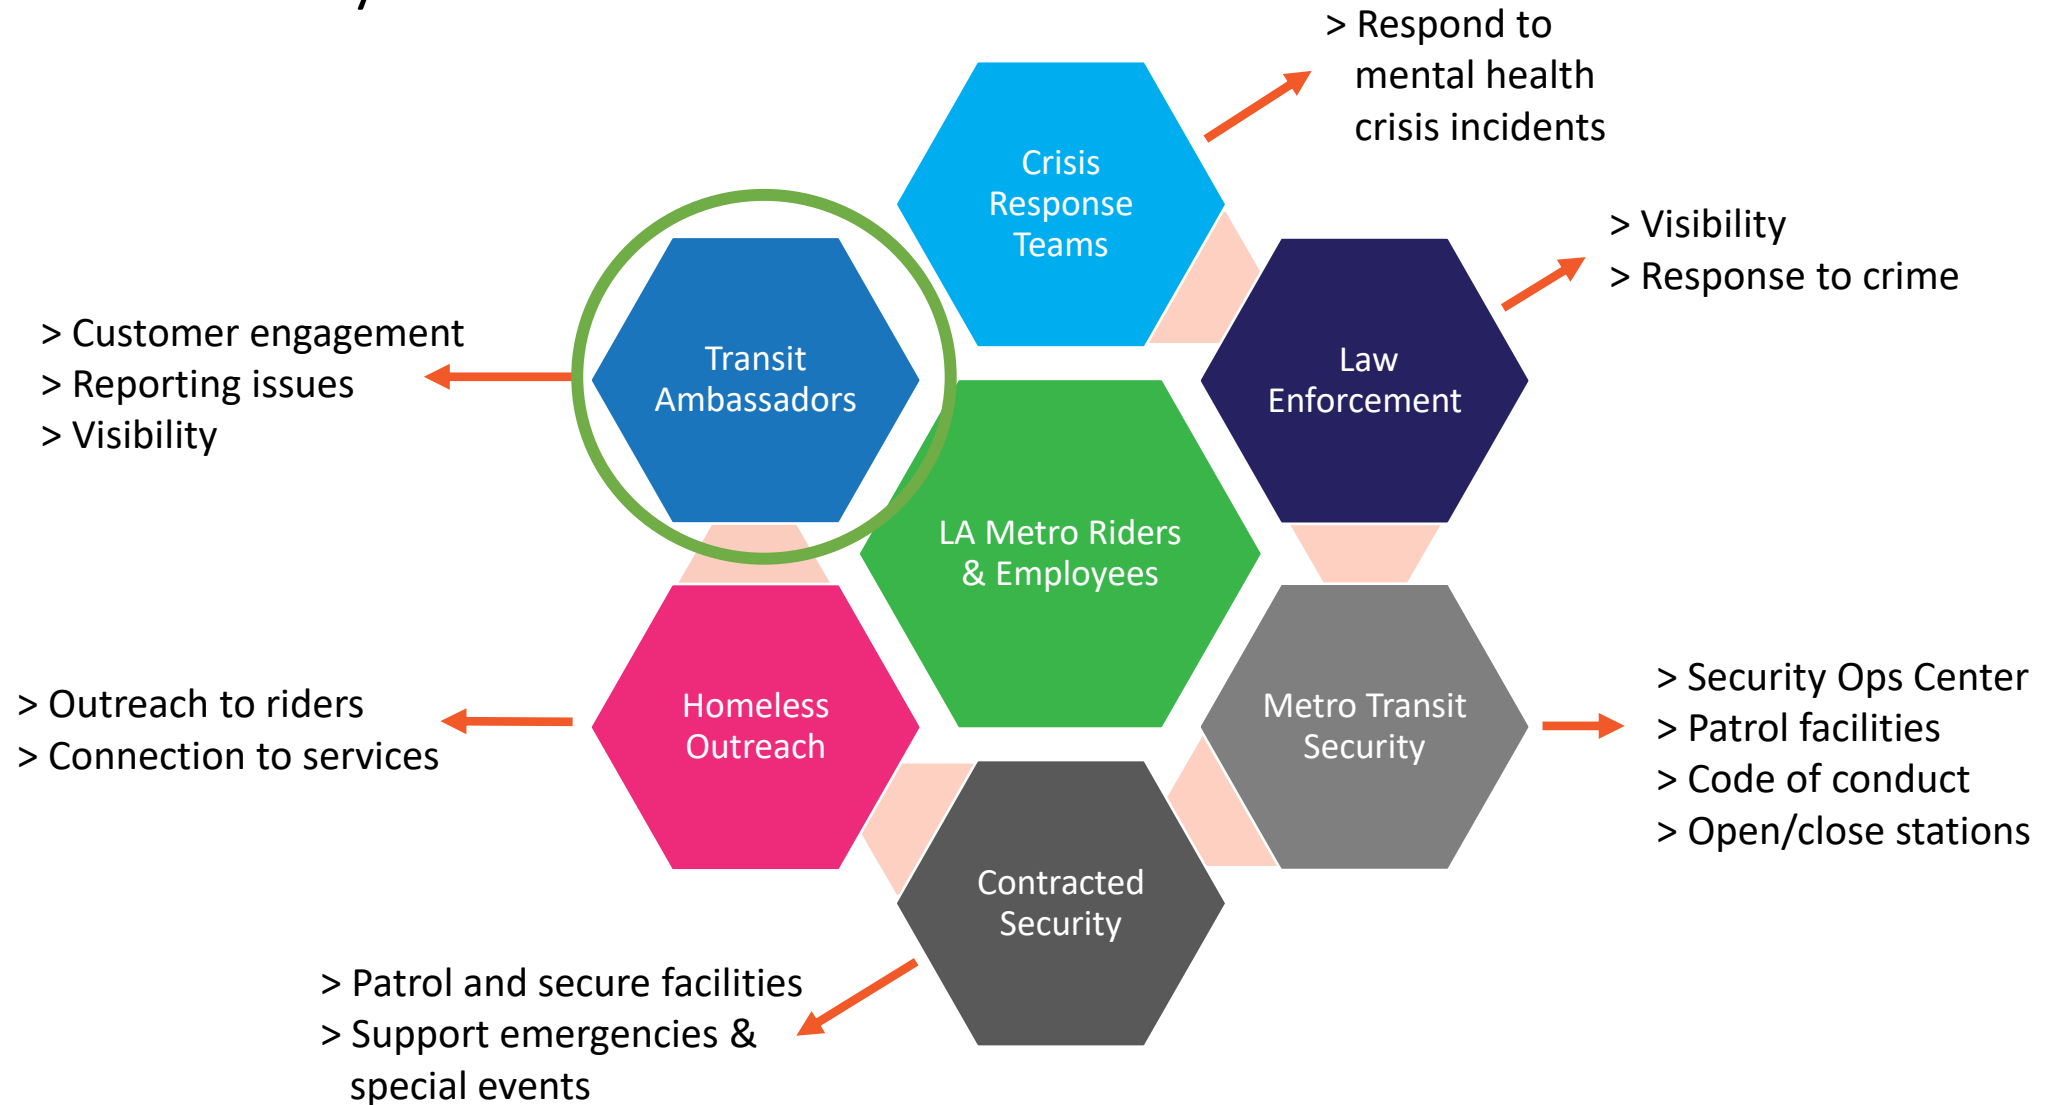 > Respond to
mental health
crisis incidents
Crisis
Response
Teams
> Visibility
> Response to crime
Law
Enforcement
> Customer engagement
> Reporting issues
> Visibility
Transit
Ambassadors
LA Metro Riders
& Employees
> Outreach to riders
> Connection to services
Homeless
Outreach
Metro Transit
Security
> Security Ops Center
> Patrol facilities
> Code of conduct
> Open/close stations
Contracted
Security
> Patrol and secure facilities
> Support emergencies &
special events